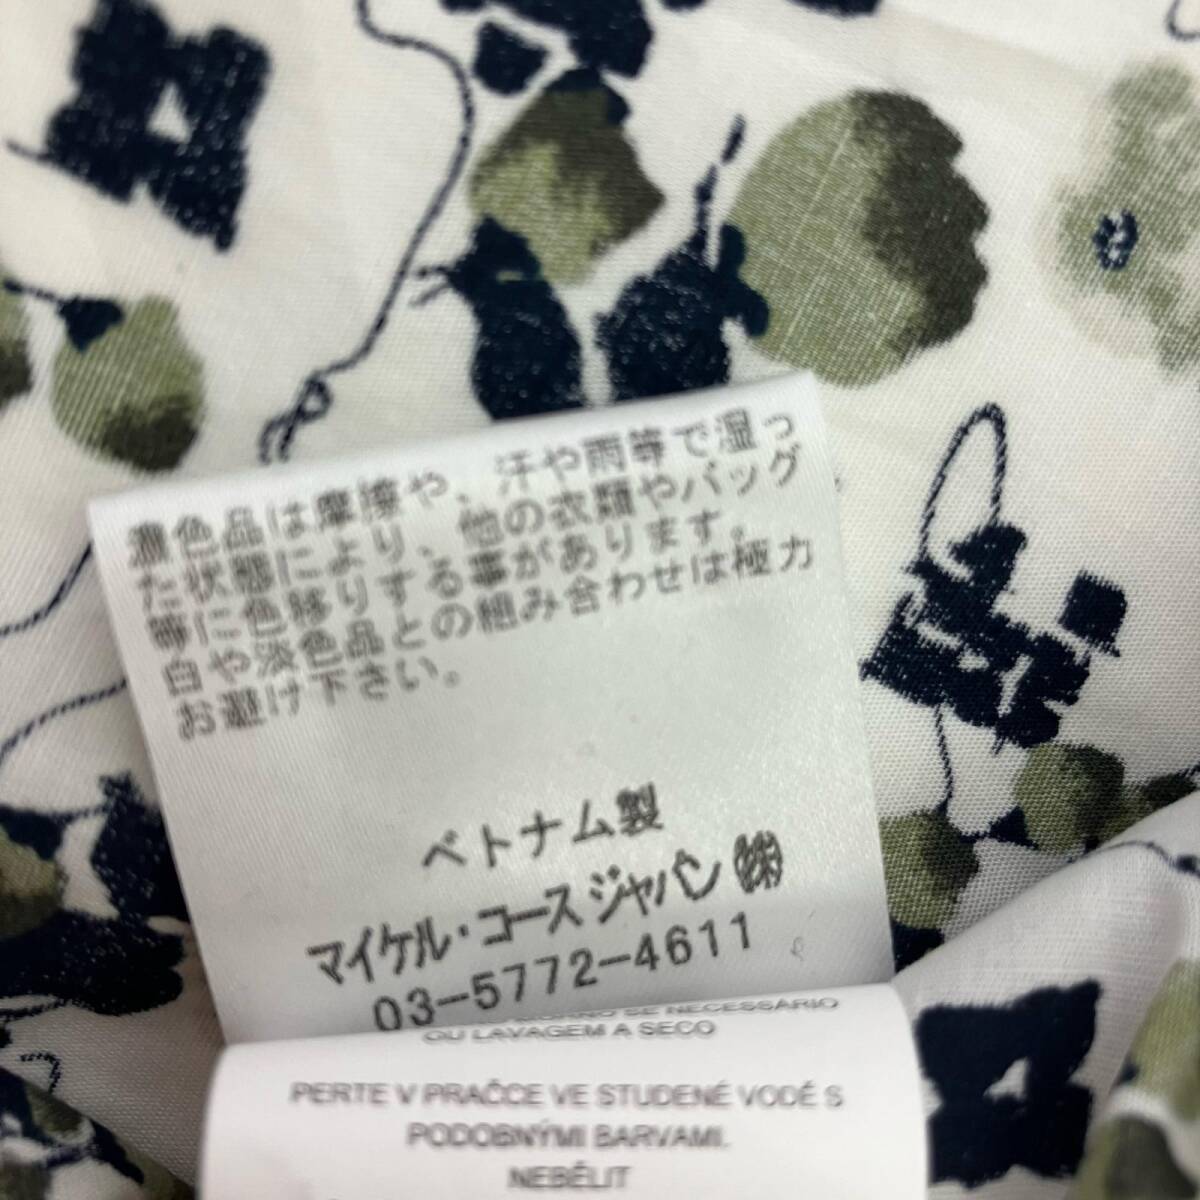 濃色品は摩擦や、汗や雨等で湿っ
た状態により、他の衣類やバッグ
等に色移りする事があります。
白や淡色品との組み合わせは極力
お避け下さい。
ベトナム製
マイケル・コース ジャパン ㈱
03-5772-4611
SE NECESSÁRIO
OU LAVAGEM A SECO
PERTE V PRAČCE VE STUDENÉ VODĚ S
PODOBNÝMI BARVAMI.
NEBĚLIT